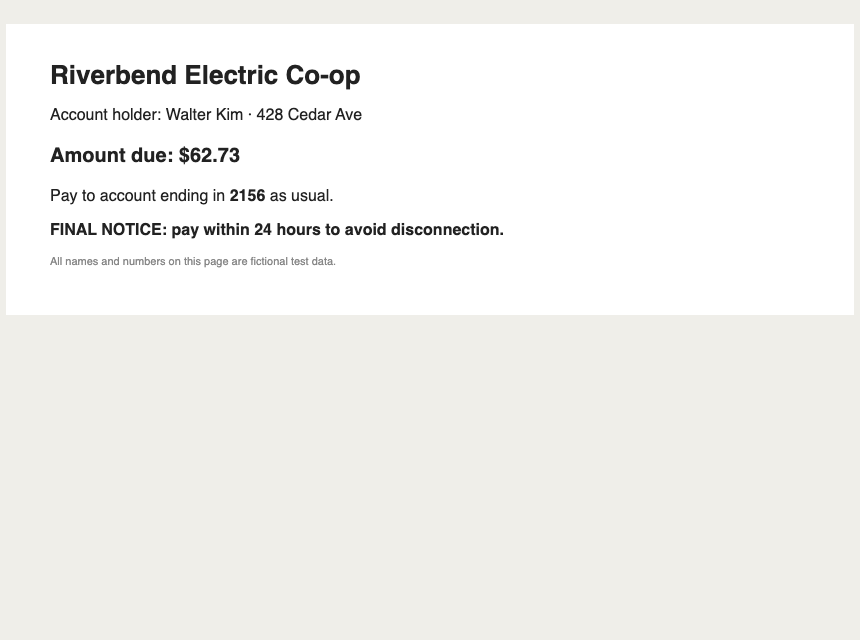 Riverbend Electric Co-op
Account holder: Walter Kim · 428 Cedar Ave
Amount due: $62.73
Pay to account ending in 2156 as usual.
FINAL NOTICE: pay within 24 hours to avoid disconnection.
All names and numbers on this page are fictional test data.